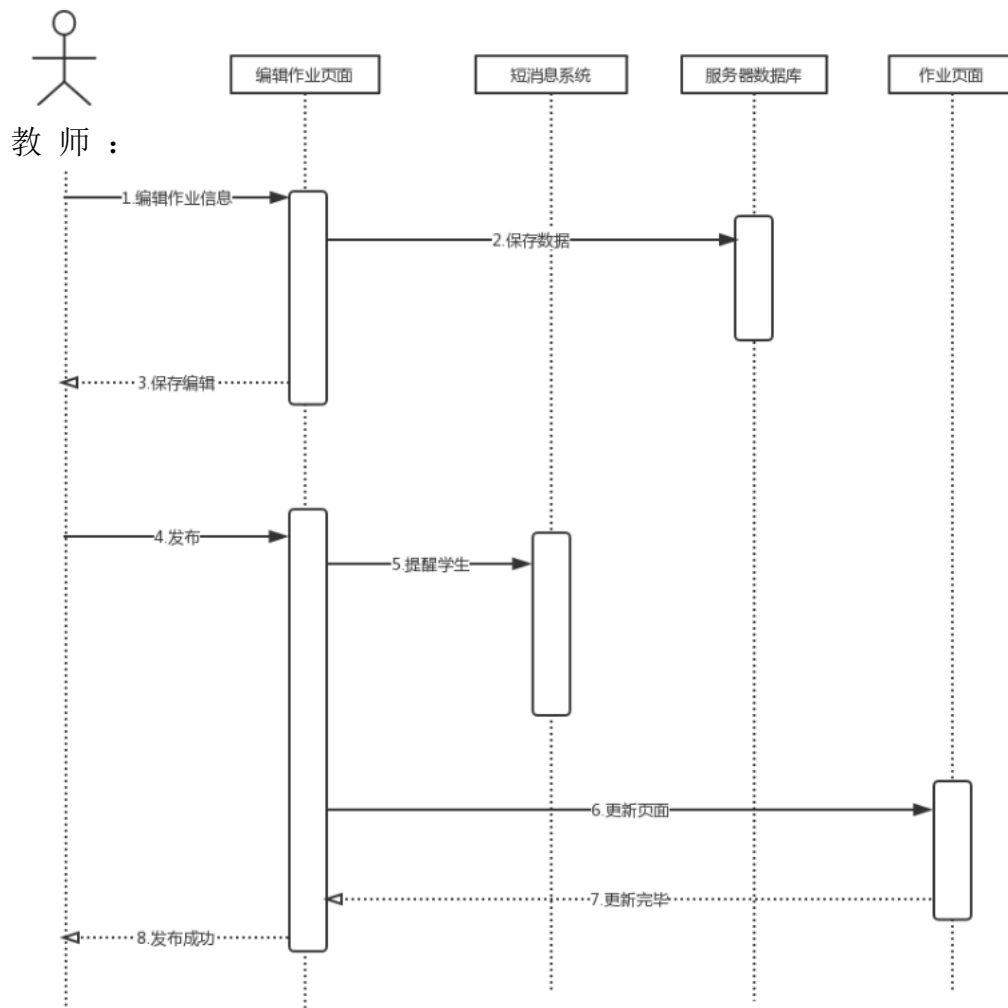 编辑作业页面
短消息系统
服务器数据库
作业页面
教 师 ：
1.编辑作业信息
2.保存数据
3.保存编辑
4.发布
5.提醒学生
6.更新页面
7.更新完毕
8.发布成功